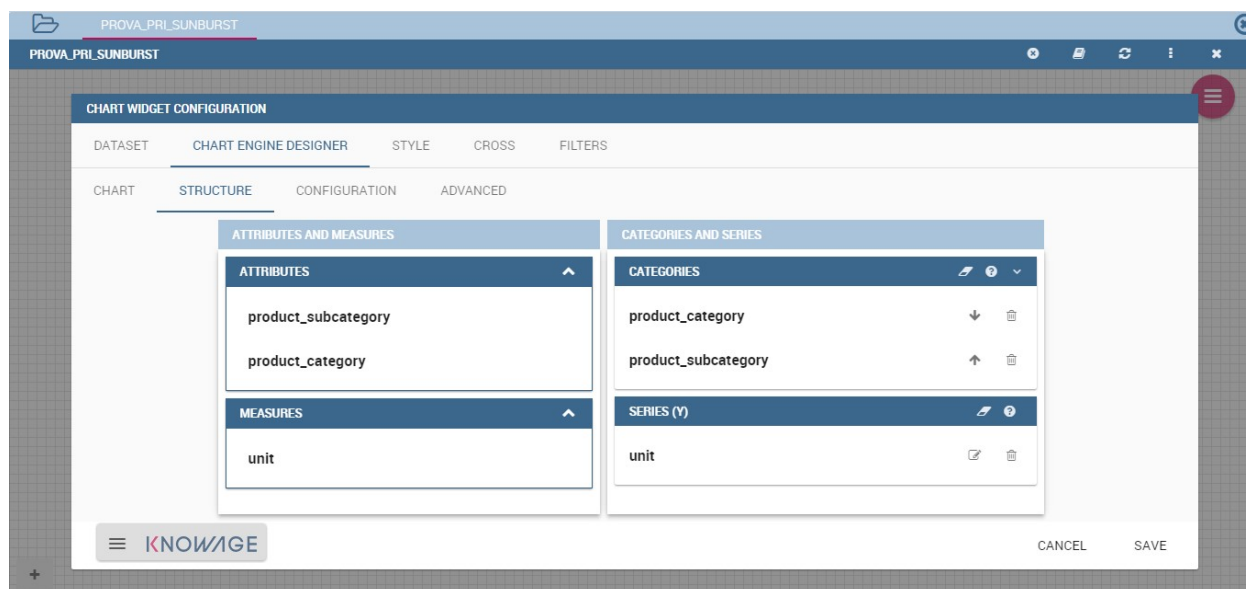 PROVA_PRI_SUNBURST
PROVA_PRI_SUNBURST
CHART WIDGET CONFIGURATION
DATASET CHART ENGINE DESIGNER STYLE CROSS FILTERS
CHART STRUCTURE CONFIGURATION ADVANCED
ATTRIBUTES AND MEASURES
ATTRIBUTES
product_subcategory
product_category
MEASURES
unit
CATEGORIES AND SERIES
CATEGORIES
product_category
product_subcategory
SERIES (Y)
unit
KNOWAGE
CANCEL SAVE